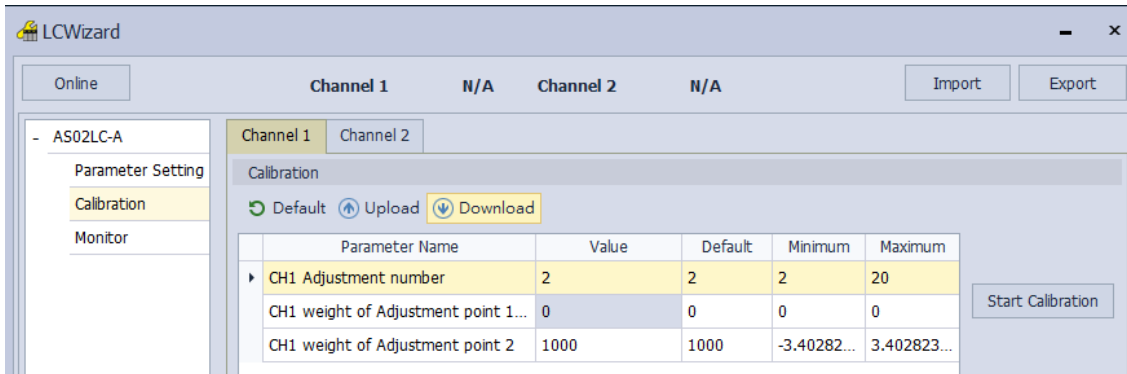 LCWizard
Online Channel 1 N/A Channel 2 N/A Import Export
- AS02LC-A
Parameter Setting
Calibration
Monitor
Channel 1 Channel 2
Calibration
Default Upload Download
Parameter Name Value Default Minimum Maximum
CH1 Adjustment number 2 2 2 20
CH1 weight of Adjustment point 1... 0 0 0 0
CH1 weight of Adjustment point 2 1000 1000 -3.40282... 3.402823...
Start Calibration